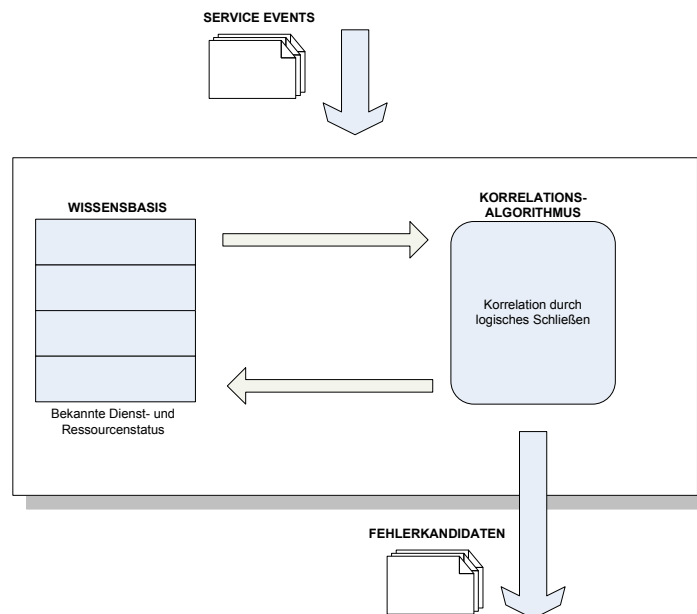 SERVICE EVENTS
WISSENSBASIS
KORRELATIONS-
ALGORITHMUS
Korrelation durch
logisches Schließen
Bekannte Dienst- und
Ressourcenstatus
FEHLERKANDIDATEN